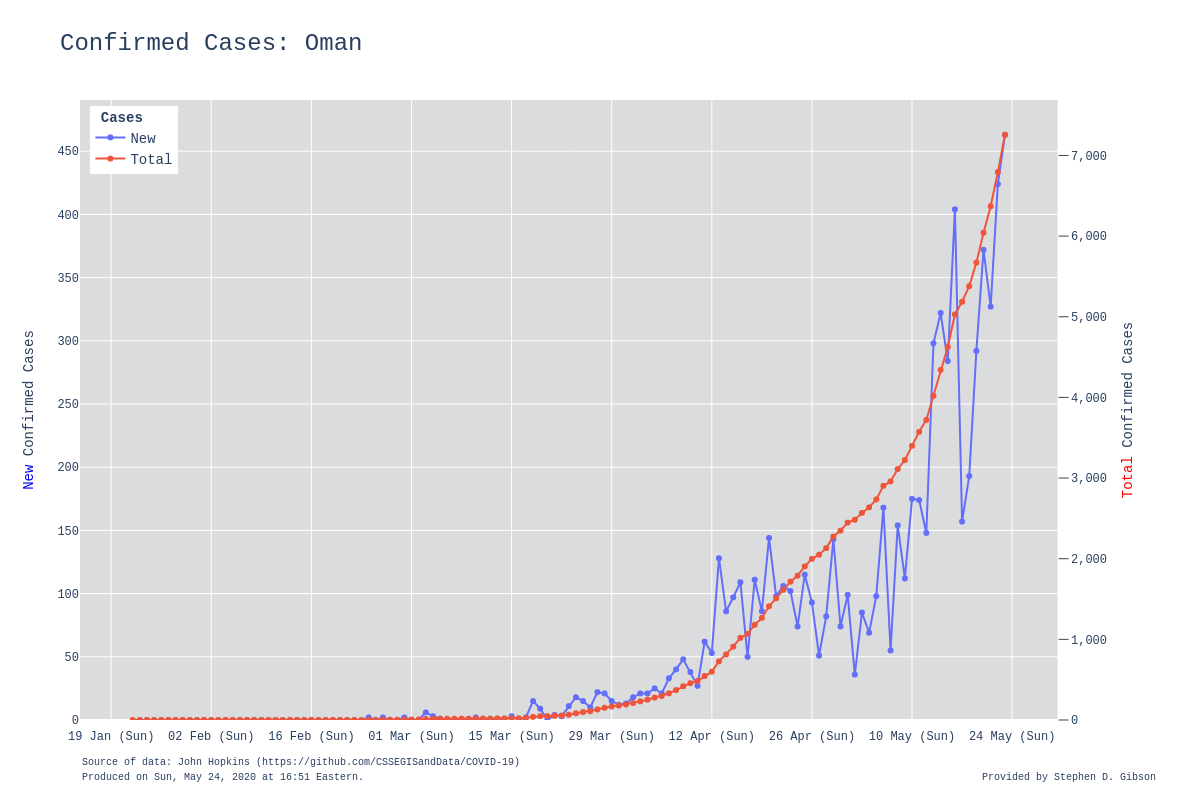 Confirmed Cases: Oman
Cases
New
Total
450
400
350
300
250
200
150
100
50
0
7,000
6,000
5,000
4,000
3,000
2,000
1,000
0
New Confirmed Cases
Total Confirmed Cases
19 Jan (Sun) 02 Feb (Sun) 16 Feb (Sun) 01 Mar (Sun) 15 Mar (Sun) 29 Mar (Sun) 12 Apr (Sun) 26 Apr (Sun) 10 May (Sun) 24 May (Sun)
Source of data: John Hopkins (https://github.com/CSSEGISandData/COVID-19)
Produced on Sun, May 24, 2020 at 16:51 Eastern.
Provided by Stephen D. Gibson